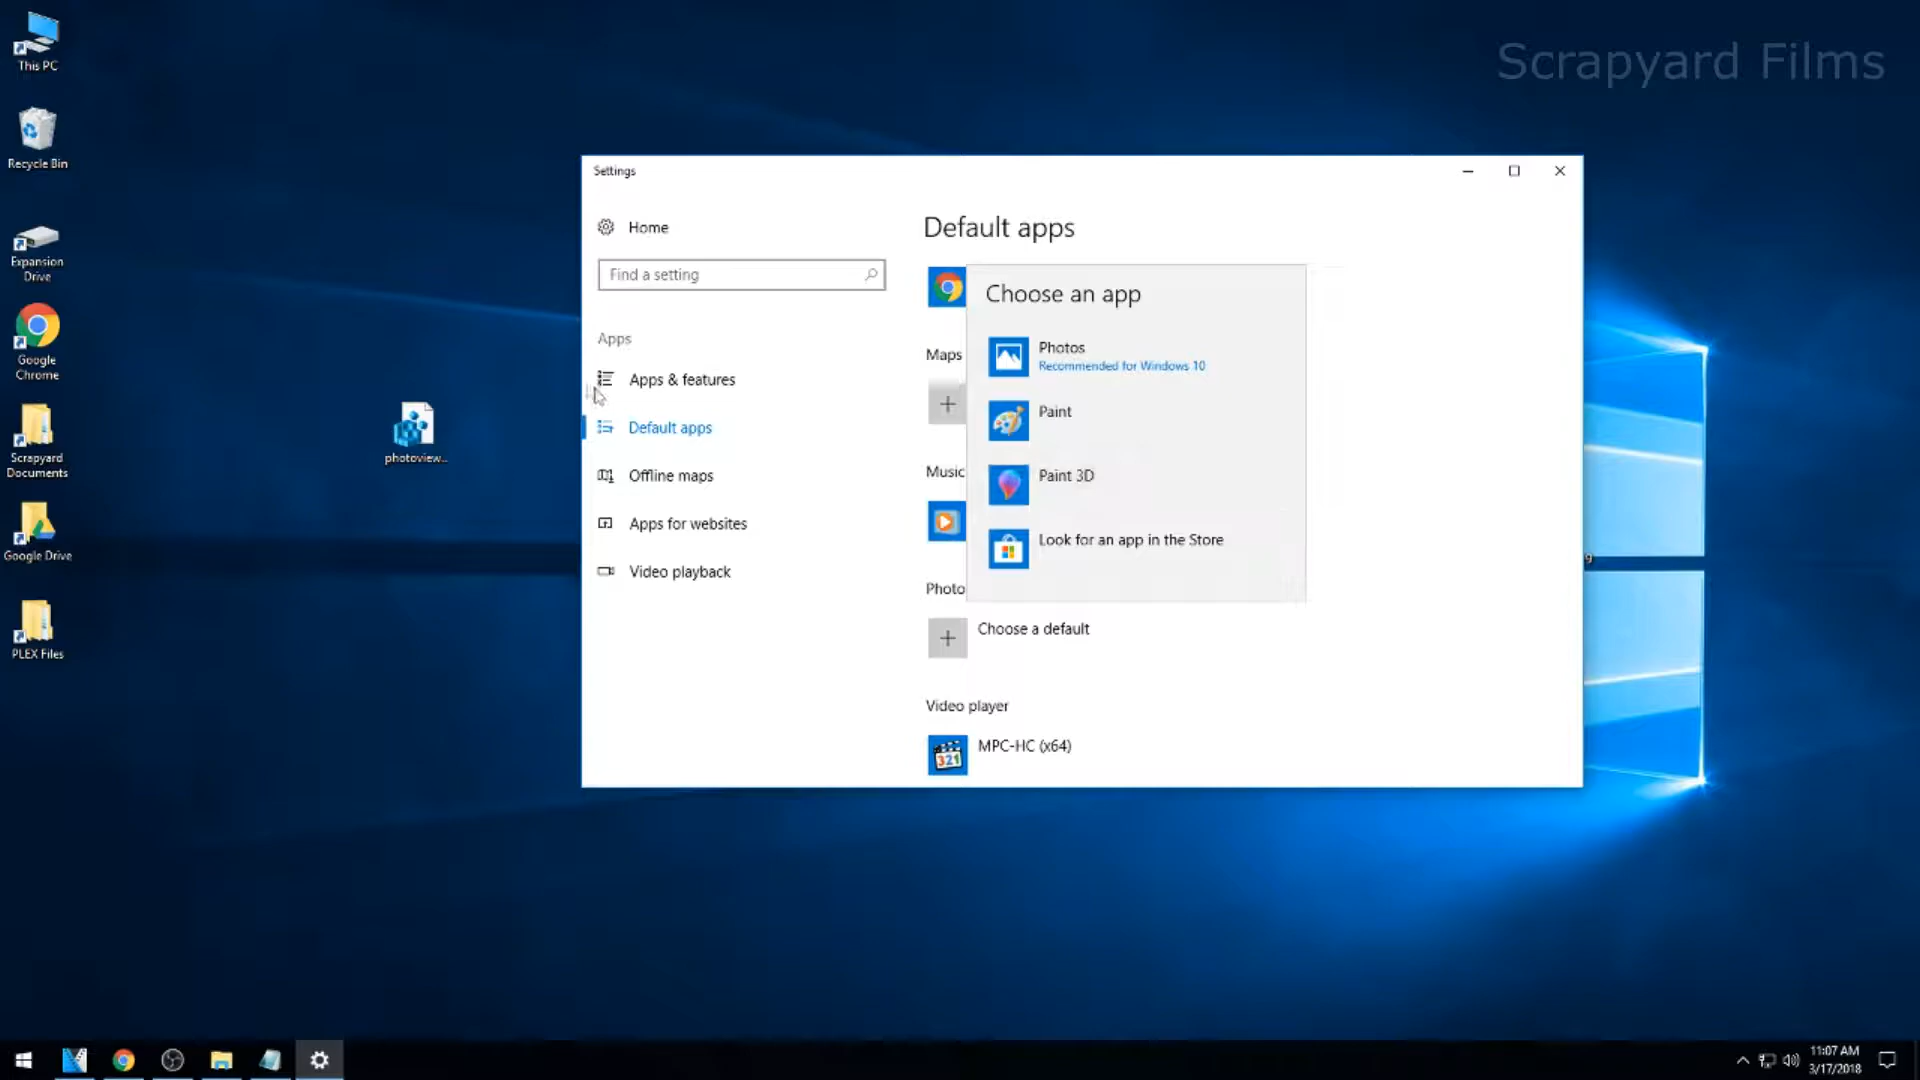 Scrapyard Films
This PC
Recycle Bin
Expansion
Drive
Google
Chrome
Scrapyard
Documents
Google Drive
PLEX Files
photoview...
Settings
Home
Find a setting
Apps
Apps & features
Default apps
Offline maps
Apps for websites
Video playback
Default apps
Choose an app
Photos
Recommended for Windows 10
Maps
Paint
Music
Paint 3D
Look for an app in the Store
Photo
Choose a default
Video player
MPC-HC (x64)
321
g
11:07 AM
3/17/2018